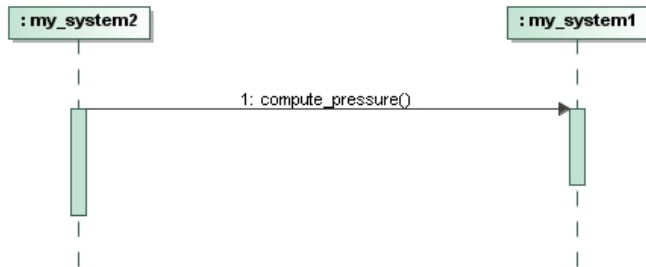 : my_system2
: my_system1
1: compute_pressure()